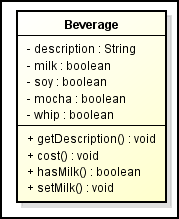 Beverage
- description : String
- milk : boolean
- soy : boolean
- mocha : boolean
- whip : boolean
+ getDescription() : void
+ cost() : void
+ hasMilk() : boolean
+ setMilk() : void